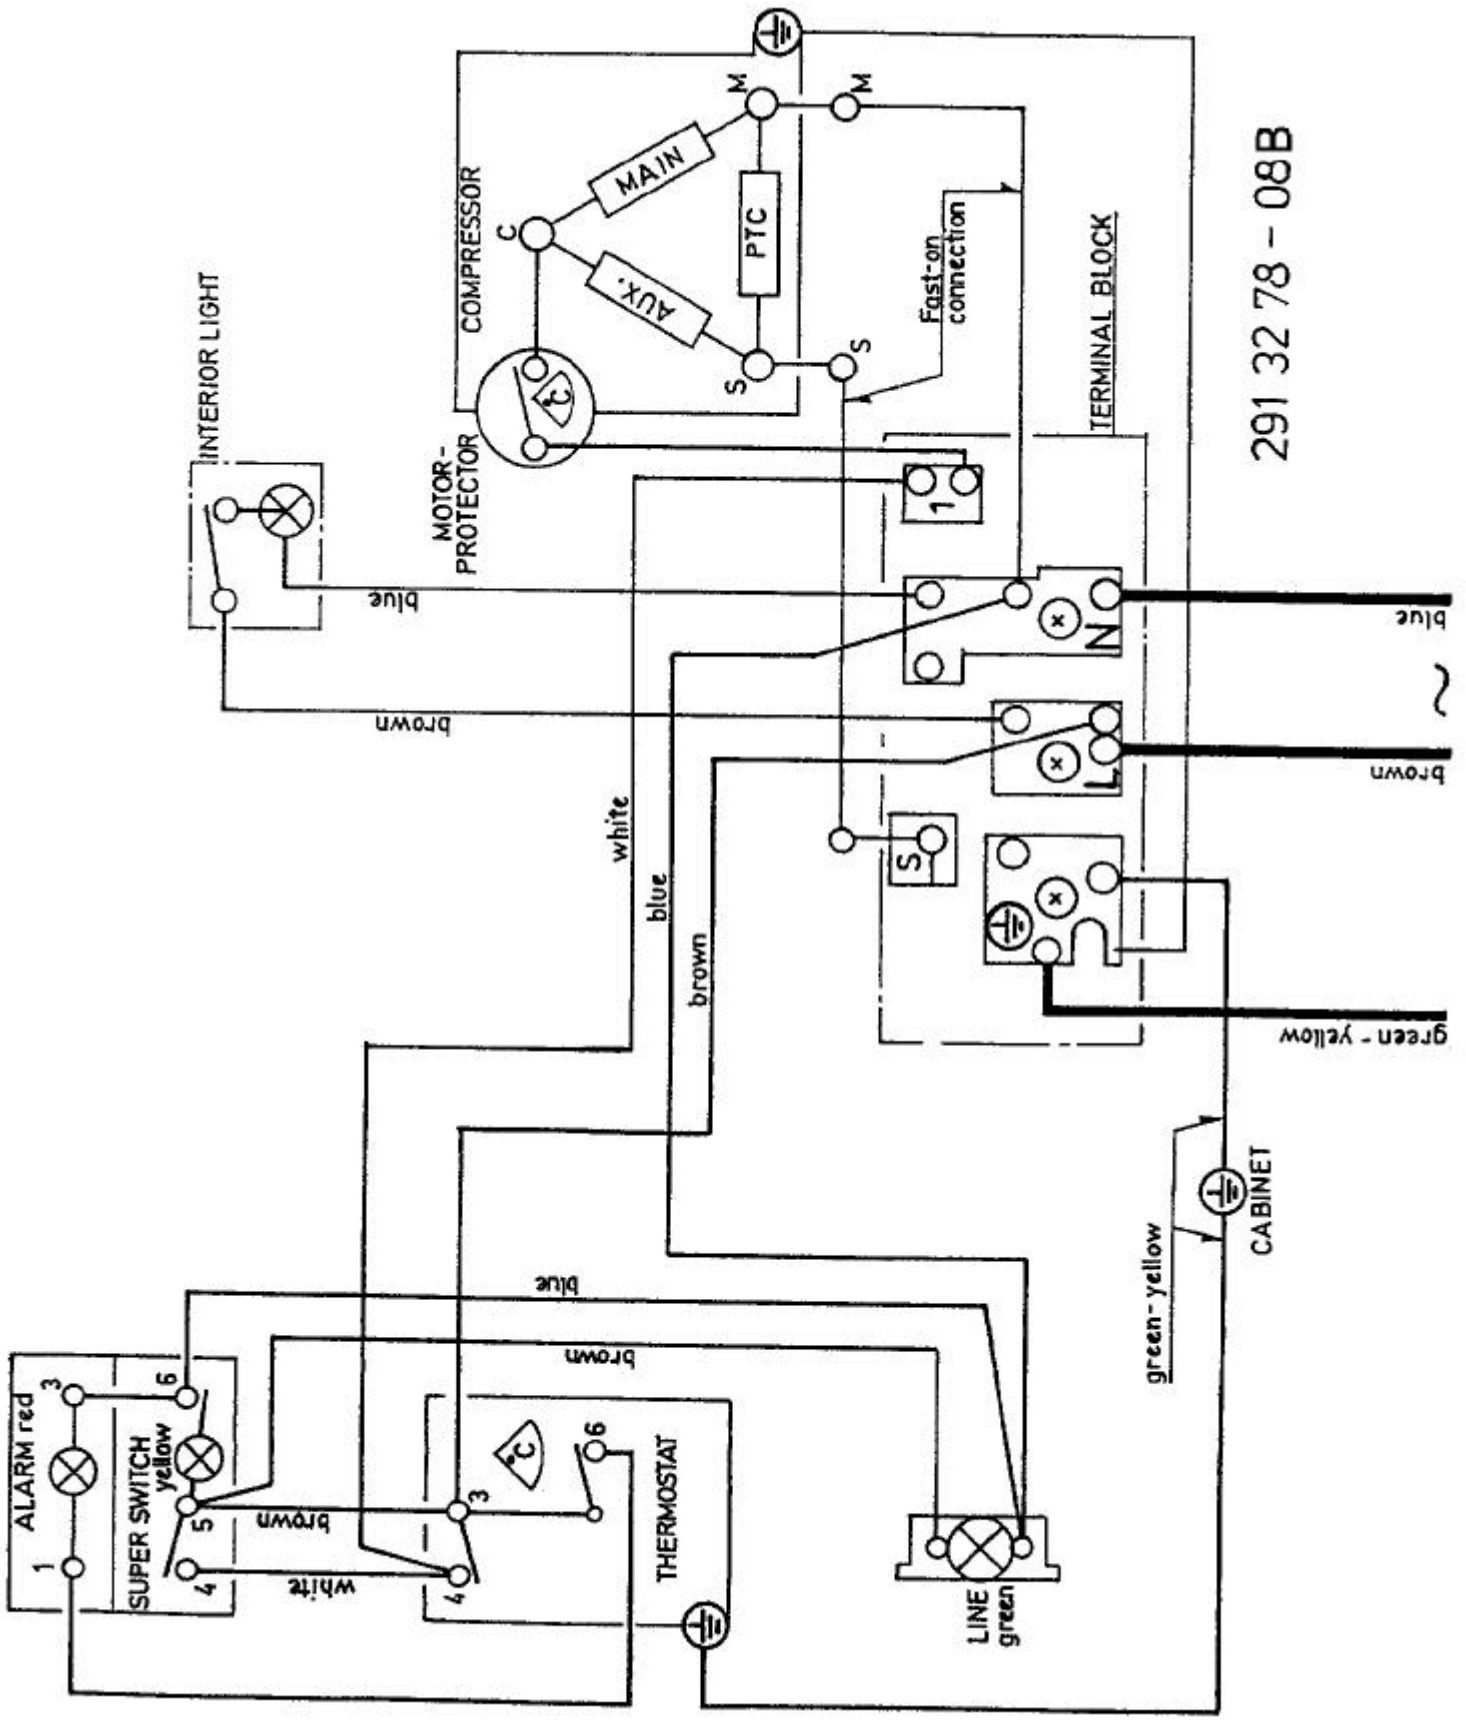 ALARM red
1
3
SUPER SWITCH
yellow
4
5
6
white
brown
brown
blue
THERMOSTAT
4
3
°C
6
LINE
green
white
blue
brown
INTERIOR LIGHT
brown
blue
MOTOR-
PROTECTOR
°C
COMPRESSOR
C
AUX.
MAIN
PTC
S
M
S
M
Fast-on
connection
TERMINAL BLOCK
S
L
N
1
green-yellow
CABINET
green-yellow
brown
~
blue
291 32 78 - 08B